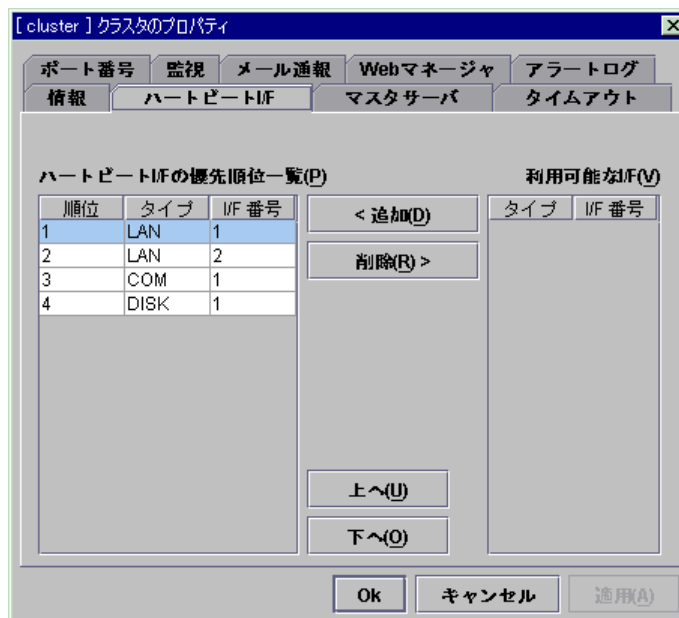 [ cluster ] クラスタのプロパティ
ポート番号 監視 メール通報 Webマネージャ アラートログ
情報 ハートビートI/F マスタサーバ タイムアウト
ハートビートI/Fの優先順位一覧(P) 利用可能なI/F(V)
順位 タイプ I/F 番号 < 追加(D) タイプ I/F 番号
1 LAN 1
2 LAN 2 削除(R) >
3 COM 1
4 DISK 1
上へ(U)
下へ(O)
Ok キャンセル 適用(A)